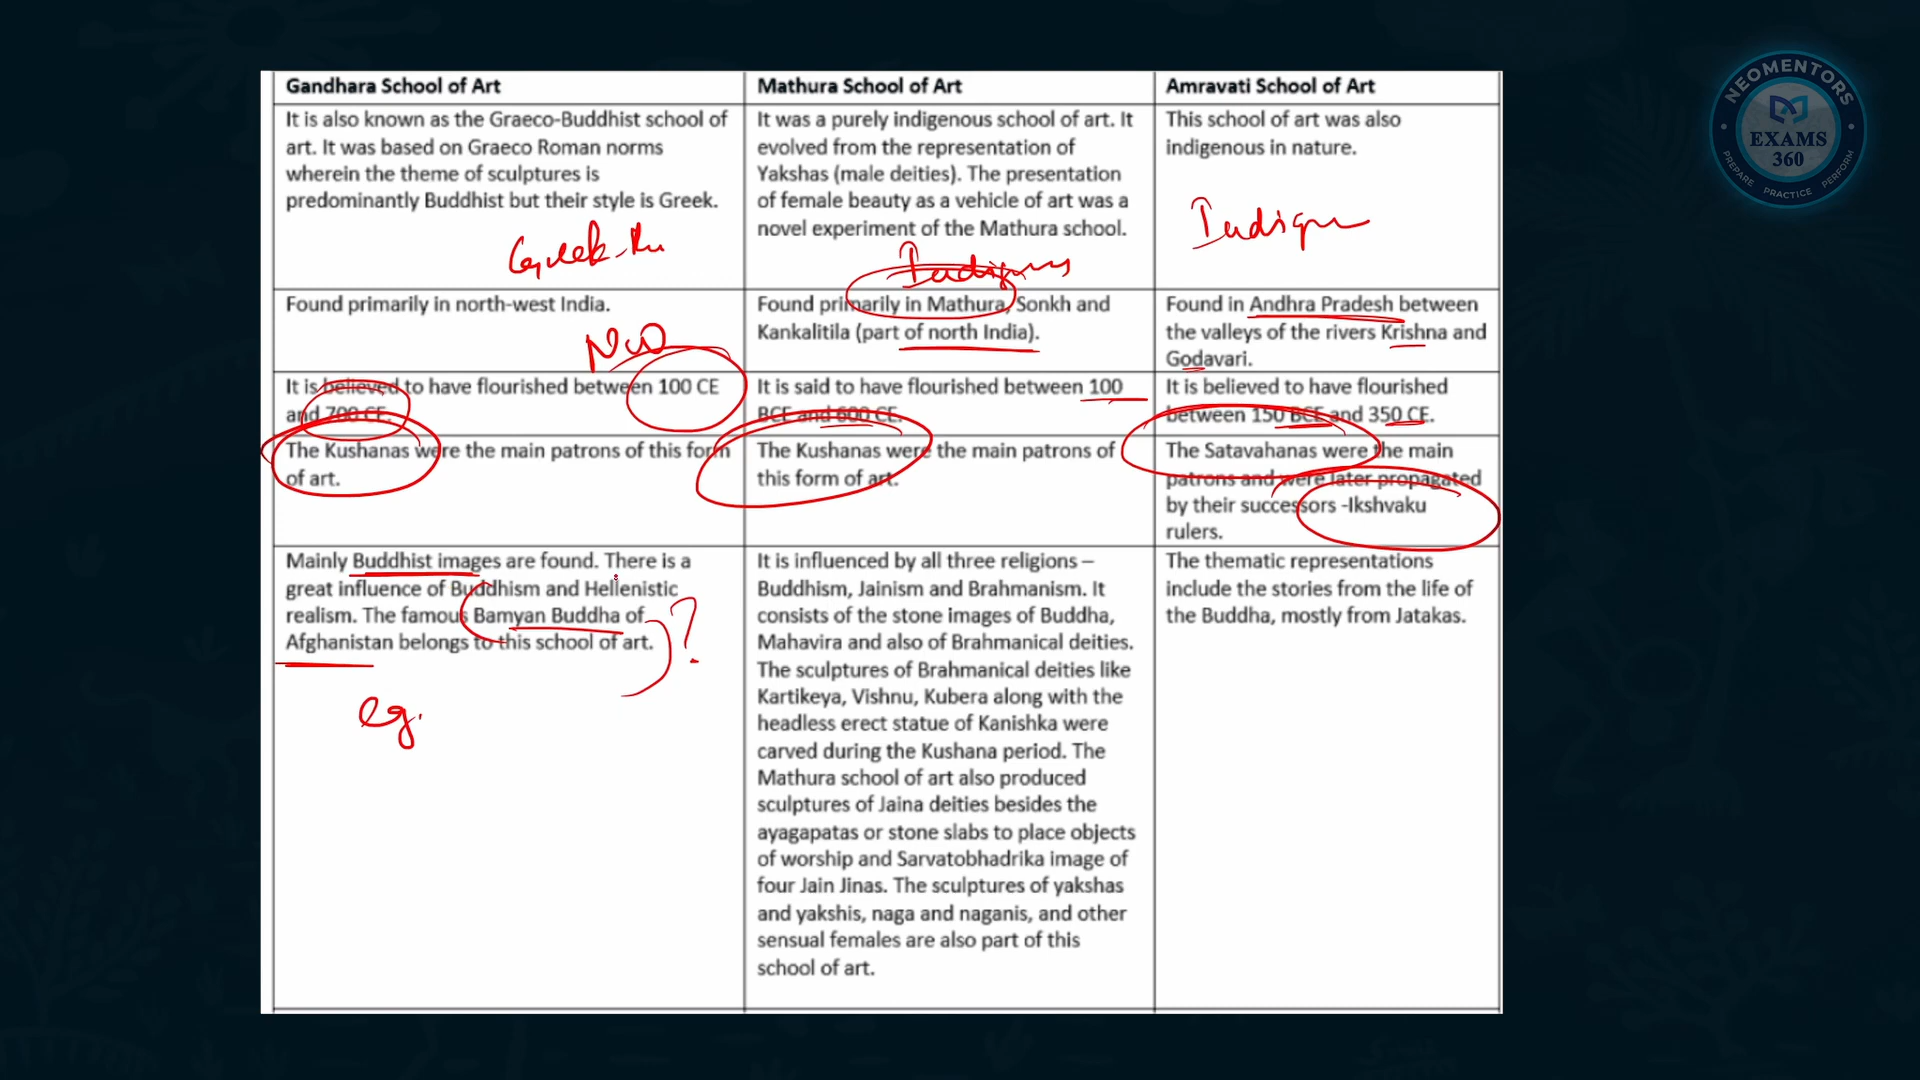 Gandhara School of Art
It is also known as the Graeco-Buddhist school of
art. It was based on Graeco Roman norms
wherein the theme of sculptures is
predominantly Buddhist but their style is Greek.
Found primarily in north-west India.
It is believed to have flourished between 100 CE
and 700 CE.
The Kushanas were the main patrons of this form
of art.
Mainly Buddhist images are found. There is a
great influence of Buddhism and Hellenistic
realism. The famous Bamyan Buddha of
Afghanistan belongs to this school of art.
?
eg.
Mathura School of Art
It was a purely indigenous school of art. It
evolved from the representation of
Yakshas (male deities). The presentation
of female beauty as a vehicle of art was a
novel experiment of the Mathura school.
Found primarily in Mathura, Sonkh and
Kankalitila (part of north India).
It is said to have flourished between 100
BCE and 600 CE.
The Kushanas were the main patrons of
this form of art.
It is influenced by all three religions –
Buddhism, Jainism and Brahmanism. It
consists of the stone images of Buddha,
Mahavira and also of Brahmanical deities.
The sculptures of Brahmanical deities like
Kartikeya, Vishnu, Kubera along with the
headless erect statue of Kanishka were
carved during the Kushana period. The
Mathura school of art also produced
sculptures of Jaina deities besides the
ayagapatas or stone slabs to place objects
of worship and Sarvatobhadrika image of
four Jain Jinas. The sculptures of yakshas
and yakshis, naga and naganis, and other
sensual females are also part of this
school of art.
Amravati School of Art
This school of art was also
indigenous in nature.
Found in Andhra Pradesh between
the valleys of the rivers Krishna and
Godavari.
It is believed to have flourished
between 150 BCE and 350 CE.
The Satavahanas were the main
patrons and were later propagated
by their successors -Ikshvaku
rulers.
The thematic representations
include the stories from the life of
the Buddha, mostly from Jatakas.
NEOMENTORS
EXAMS
360
PREPARE PRACTICE PERFORM